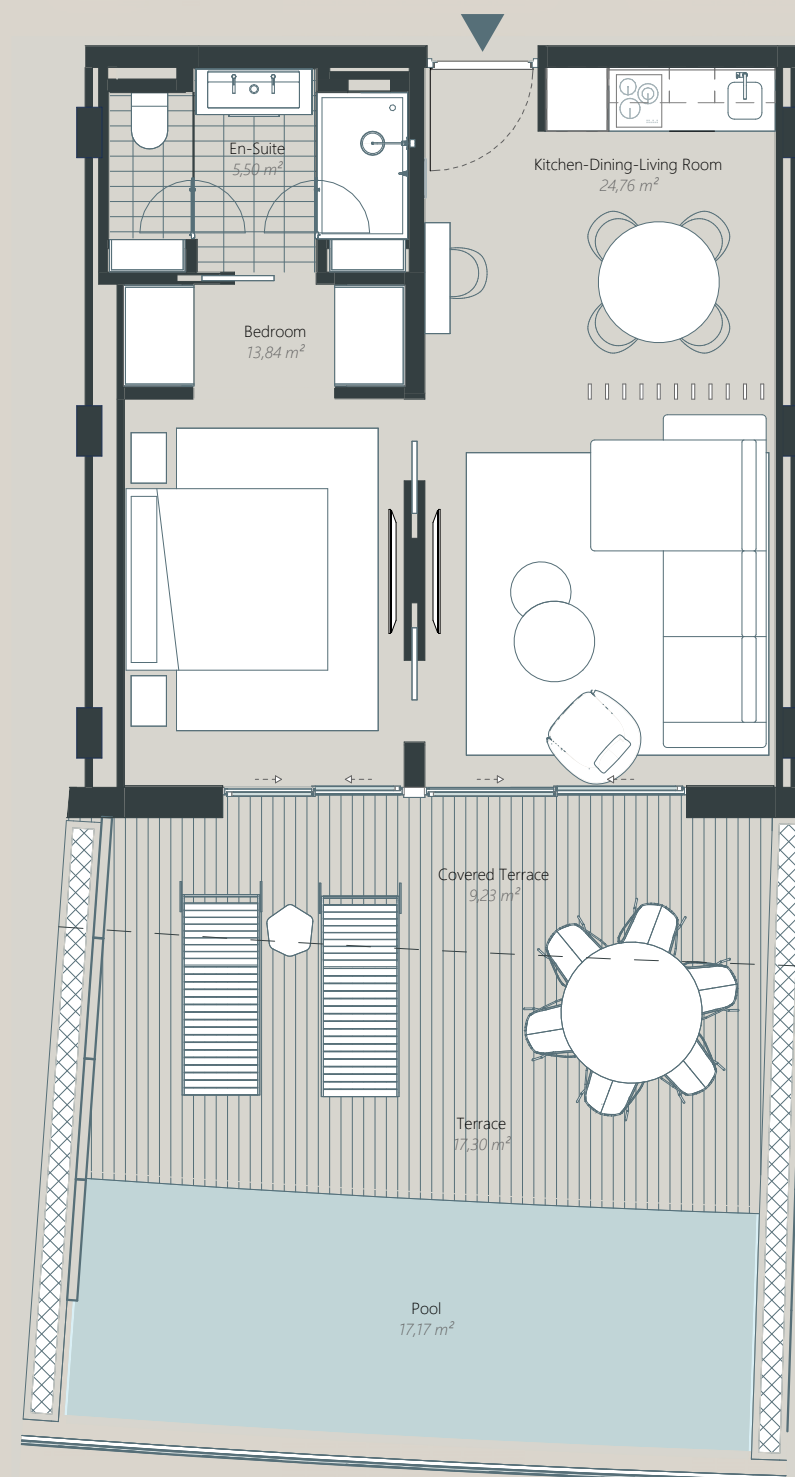 En-Suite
5,50 m²
Kitchen-Dining-Living Room
24,76 m²
Bedroom
13,84 m²
Covered Terrace
9,23 m²
Terrace
17,30 m²
Pool
17,17 m²